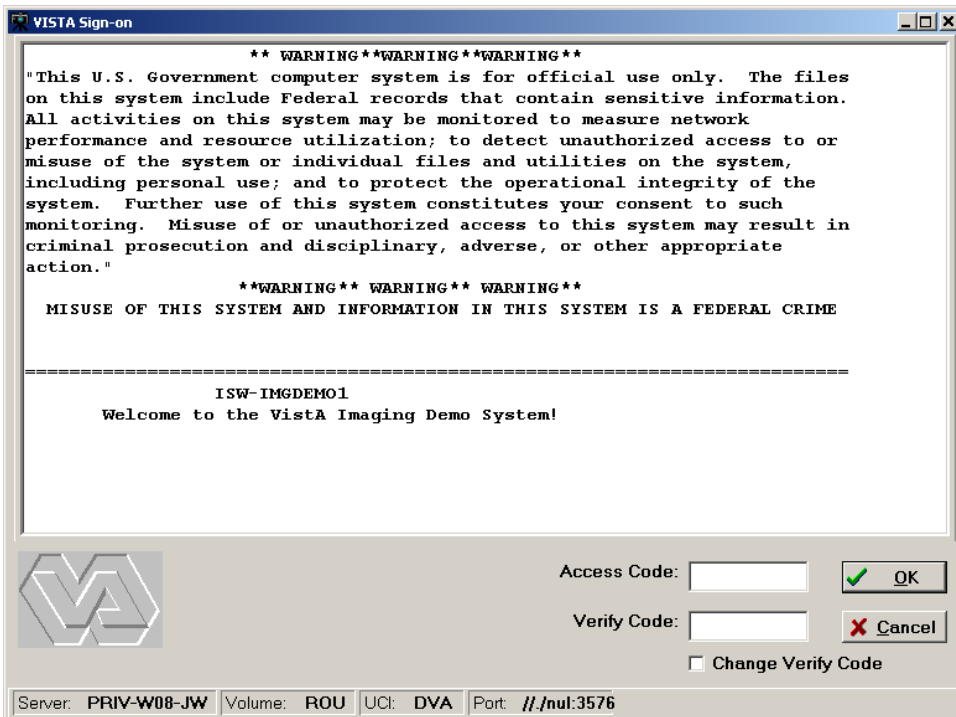 VISTA Sign-on
** WARNING**WARNING**WARNING**
"This U.S. Government computer system is for official use only.  The files
on this system include Federal records that contain sensitive information.
All activities on this system may be monitored to measure network
performance and resource utilization; to detect unauthorized access to or
misuse of the system or individual files and utilities on the system,
including personal use; and to protect the operational integrity of the
system.  Further use of this system constitutes your consent to such
monitoring.  Misuse of or unauthorized access to this system may result in
criminal prosecution and disciplinary, adverse, or other appropriate
action."
**WARNING** WARNING** WARNING**
MISUSE OF THIS SYSTEM AND INFORMATION IN THIS SYSTEM IS A FEDERAL CRIME
==========================================================================
ISW-IMGDEMO1
Welcome to the VistA Imaging Demo System!
VA
Access Code:
OK
Verify Code:
Cancel
Change Verify Code
Server: PRIV-W08-JW Volume: ROU UCI: DVA Port: //./nul:3576